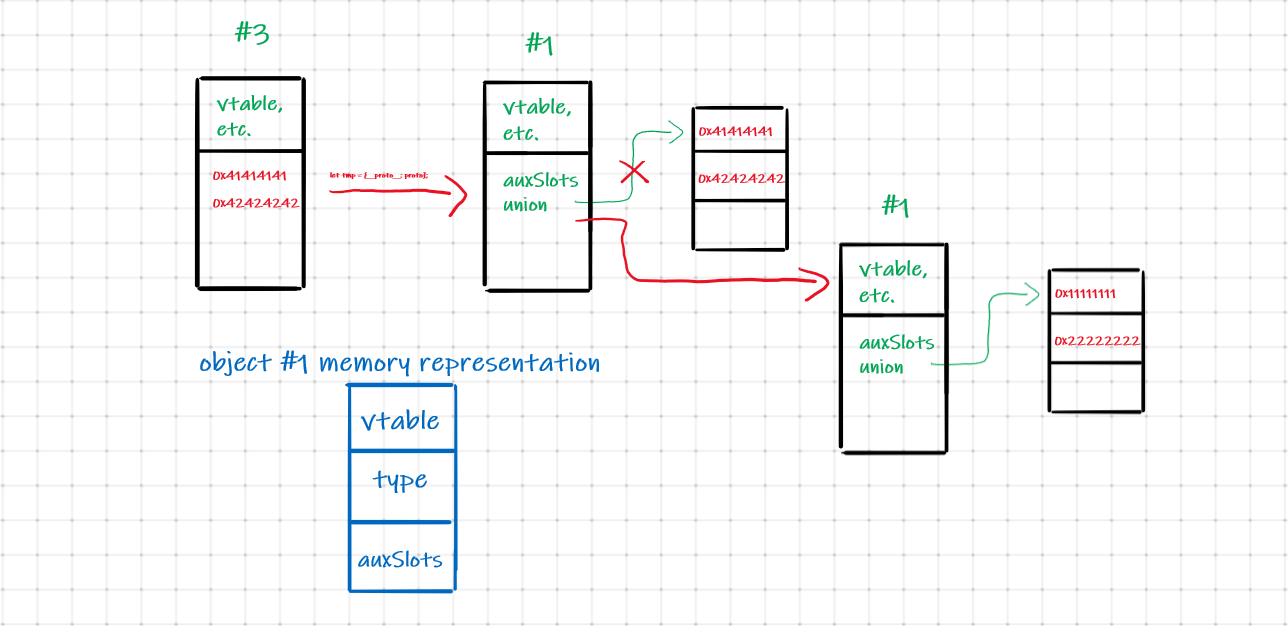 #3
vtable,
etc.
0x41414141
0x42424242
let tmp = {__proto__: proto};
#1
vtable,
etc.
auxSlots
union
0x41414141
0x42424242
#1
vtable,
etc.
auxSlots
union
0x11111111
0x22222222
object #1 memory representation
vtable
type
auxSlots